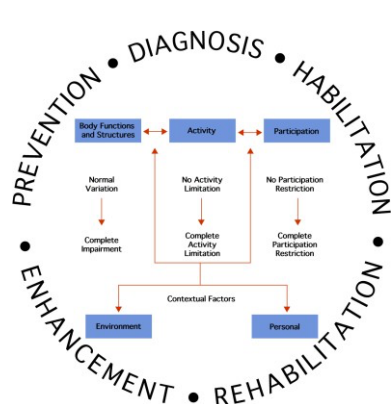 PREVENTION • DIAGNOSIS • HABILITATION • REHABILITATION • ENHANCEMENT •
Body Functions
and Structures
Activity
Participation
Normal
Variation
No Activity
Limitation
No Participation
Restriction
Complete
Impairment
Complete
Activity
Limitation
Complete
Participation
Restriction
Contextual Factors
Environment
Personal